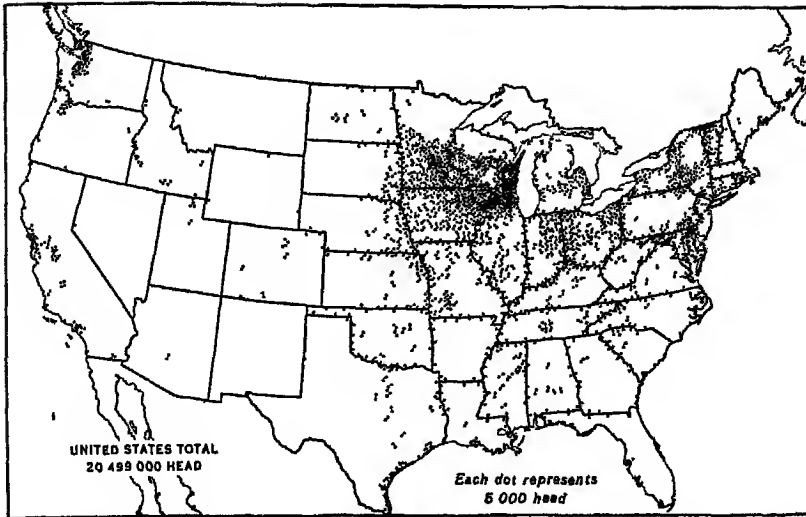 UNITED STATES TOTAL
20 499 000 HEAD
Each dot represents
5 000 head